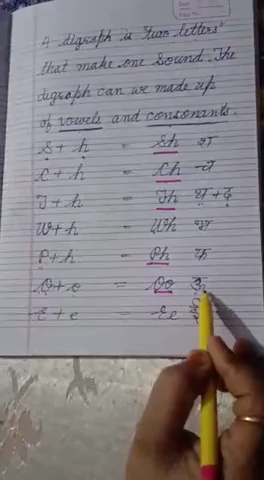 A digraph is "two letters"
that make one sound. The
digraph can we made up
of vowels and consonants.
S + h = Sh श
C + h = Ch च
T + h = Th थ + द
W + h = Wh
P + h = Ph फ
O + o = Oo
E + e = Ee